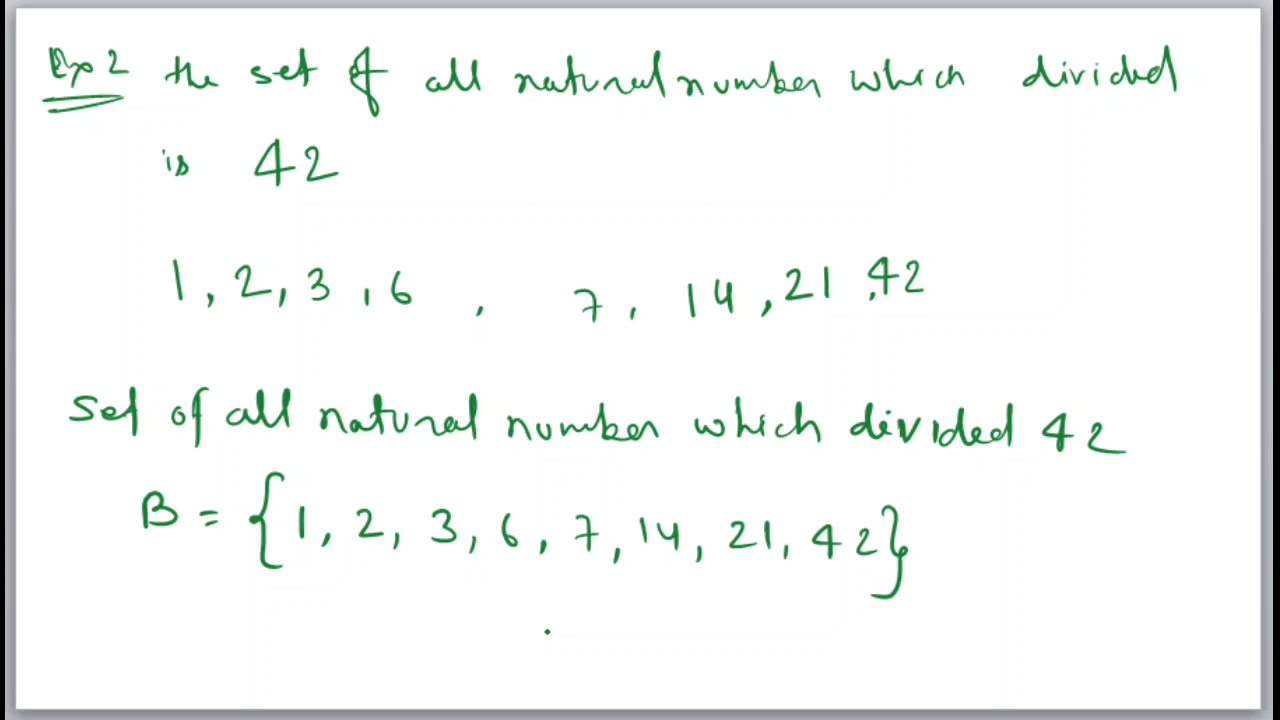 Exp 2 the set of all natural number which divided
is 42
1, 2, 3, 6, 7, 14, 21, 42
set of all natural number which divided 42
B = {1, 2, 3, 6, 7, 14, 21, 42}